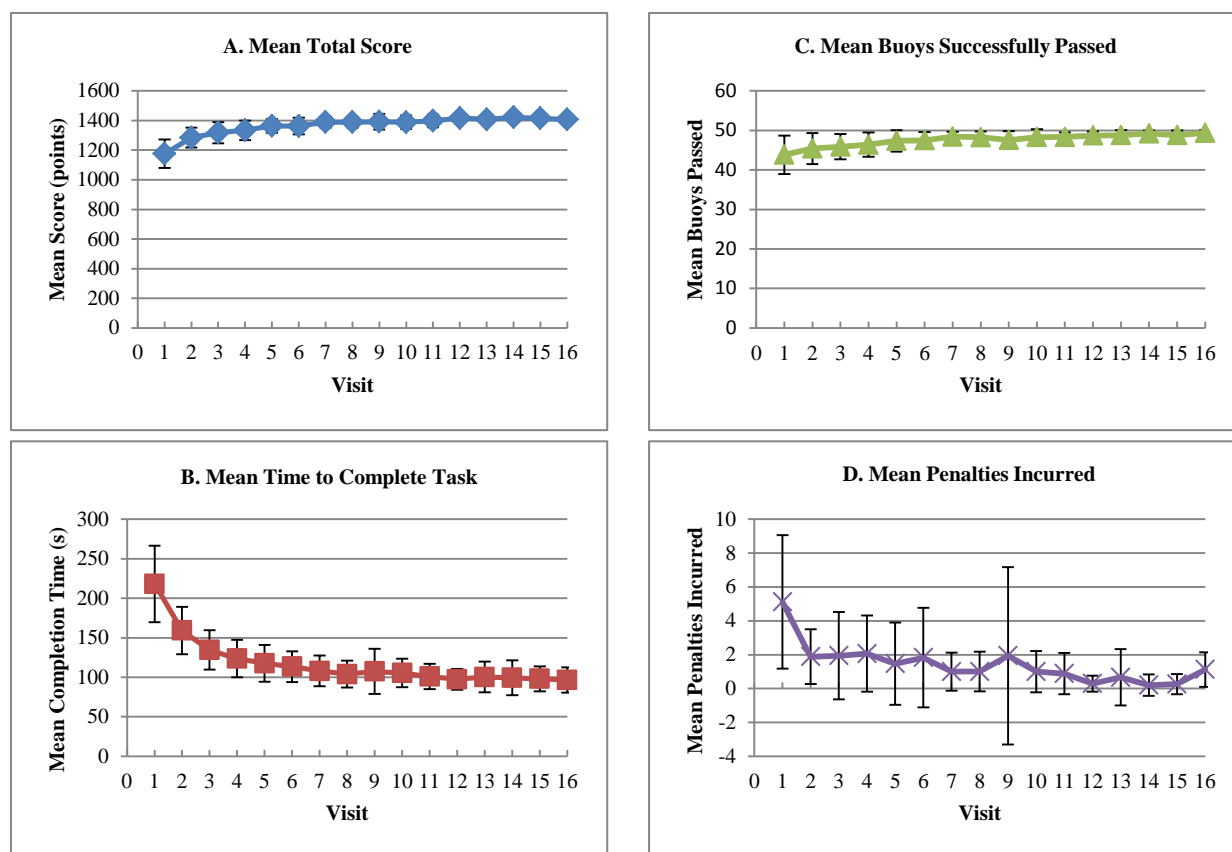 A. Mean Total Score
Mean Score (points)
1600
1400
1200
1000
800
600
400
200
0
0 1 2 3 4 5 6 7 8 9 10 11 12 13 14 15 16
Visit
C. Mean Buoys Successfully Passed
Mean Buoys Passed
60
50
40
30
20
10
0
0 1 2 3 4 5 6 7 8 9 10 11 12 13 14 15 16
Visit
B. Mean Time to Complete Task
Mean Completion Time (s)
300
250
200
150
100
50
0
0 1 2 3 4 5 6 7 8 9 10 11 12 13 14 15 16
Visit
D. Mean Penalties Incurred
Mean Penalties Incurred
10
8
6
4
2
0
-2
-4
0 1 2 3 4 5 6 7 8 9 10 11 12 13 14 15 16
Visit